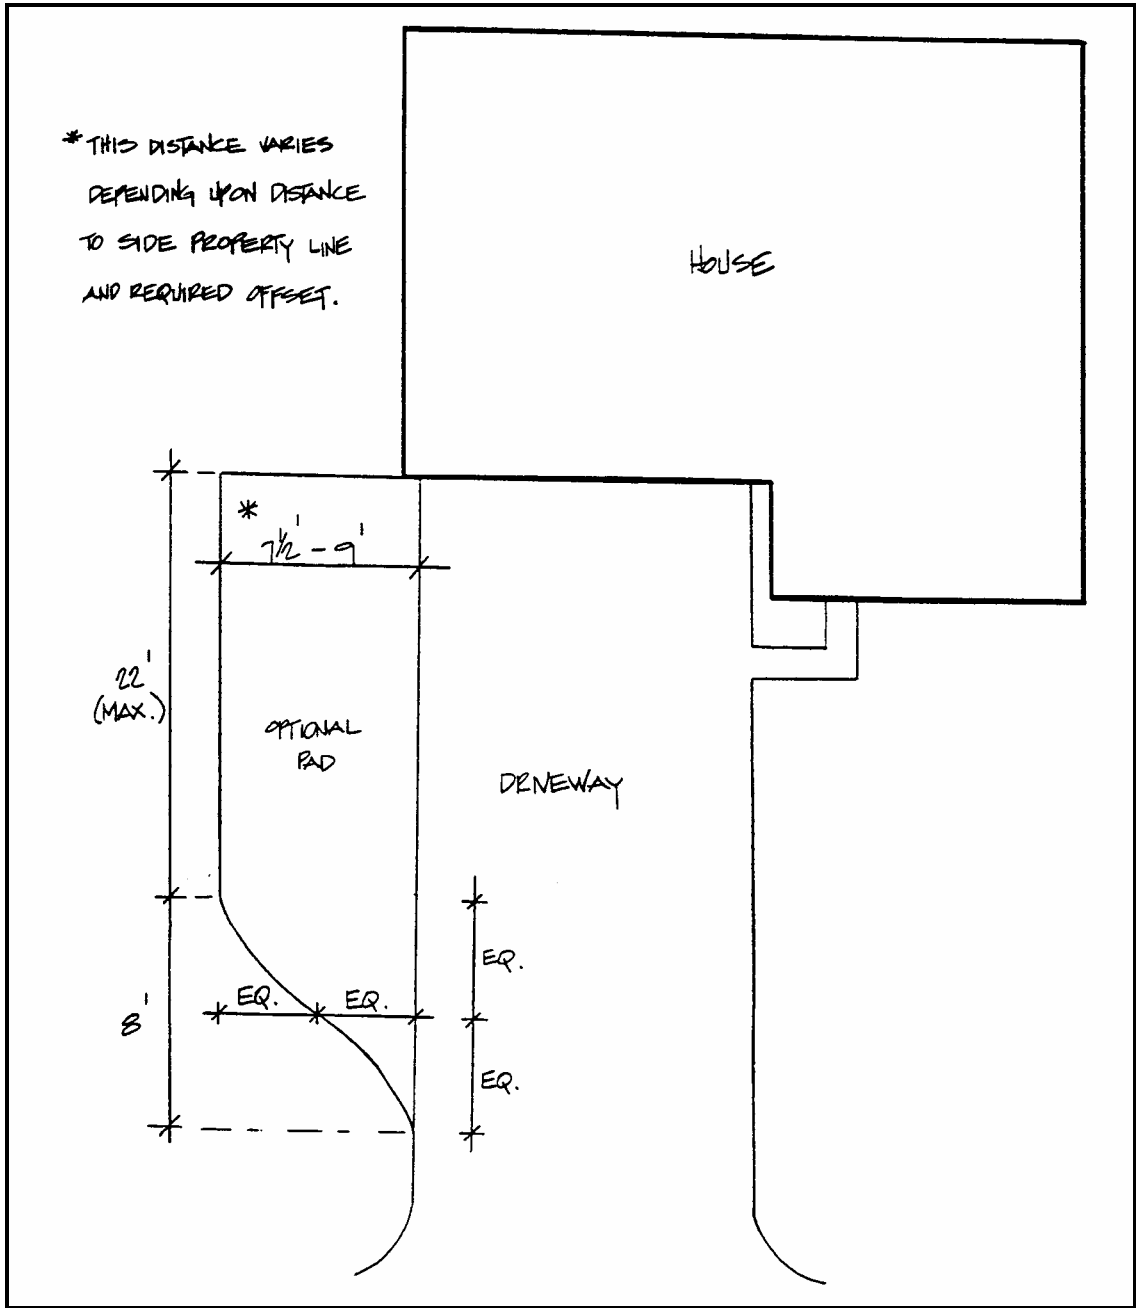 * THIS DISTANCE VARIES
DEPENDING UPON DISTANCE
TO SIDE PROPERTY LINE
AND REQUIRED OFFSET.
HOUSE
*
7½' - 9'
22'
(MAX.)
OPTIONAL
PAD
DRIVEWAY
EQ.
EQ. EQ.
8'
EQ.